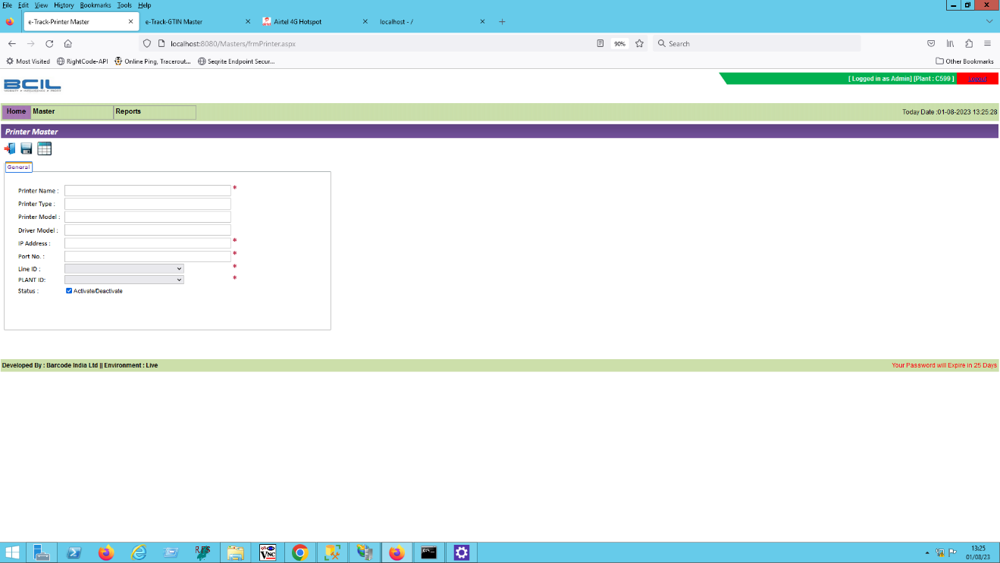 File Edit View History Bookmarks Tools Help
e-Track-Printer Master
e-Track-GTIN Master
Airtel 4G Hotspot
localhost - /
localhost:8080/Masters/frmPrinter.aspx
90%
Search
Most Visited
RightCode-API
Online Ping, Tracerout...
Seqrite Endpoint Secur...
Other Bookmarks
BCIL
[ Logged in as Admin] [Plant : C599 ]
Home
Master
Reports
Today Date :01-08-2023 13:25:28
Printer Master
General
Printer Name : *
Printer Type :
Printer Model :
Driver Model :
IP Address : *
Port No. : *
Line ID : *
PLANT ID: *
Status : Activate/Deactivate
Developed By : Barcode India Ltd || Environment : Live
Your Password will Expire in 25 Days
VNC
13:25
01/08/23